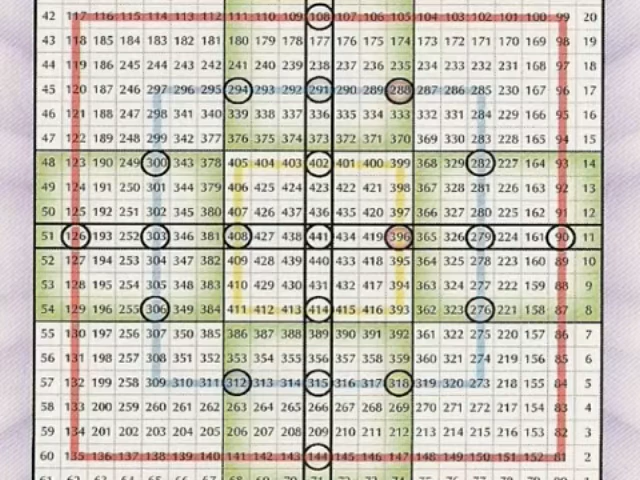 42 117 116 115 114 113 112 111 110 109 108 107 106 105 104 103 102 101 100 99 20
43 118 185 184 183 182 181 180 179 178 177 176 175 174 173 172 171 170 169 98 19
44 119 186 245 244 243 242 241 240 239 238 237 236 235 234 233 232 231 168 97 18
45 120 187 246 297 296 295 294 293 292 291 290 289 288 287 286 285 230 167 96 17
46 121 188 247 298 341 340 339 338 337 336 335 334 333 332 331 284 229 166 95 16
47 122 189 248 299 342 377 376 375 374 373 372 371 370 369 330 283 228 165 94 15
48 123 190 249 300 343 378 405 404 403 402 401 400 399 368 329 282 227 164 93 14
49 124 191 250 301 344 379 406 425 424 423 422 421 398 367 328 281 226 163 92 13
50 125 192 251 302 345 380 407 426 437 436 435 420 397 366 327 280 225 162 91 12
51 126 193 252 303 346 381 408 427 438 441 434 419 396 365 326 279 224 161 90 11
52 127 194 253 304 347 382 409 428 439 440 433 418 395 364 325 278 223 160 89 10
53 128 195 254 305 348 383 410 429 430 431 432 417 394 363 324 277 222 159 88 9
54 129 196 255 306 349 384 411 412 413 414 415 416 393 362 323 276 221 158 87 8
55 130 197 256 307 350 385 386 387 388 389 390 391 392 361 322 275 220 157 86 7
56 131 198 257 308 351 352 353 354 355 356 357 358 359 360 321 274 219 156 85 6
57 132 199 258 309 310 311 312 313 314 315 316 317 318 319 320 273 218 155 84 5
58 133 200 259 260 261 262 263 264 265 266 267 268 269 270 271 272 217 154 83 4
59 134 201 202 203 204 205 206 207 208 209 210 211 212 213 214 215 216 153 82 3
60 135 136 137 138 139 140 141 142 143 144 145 146 147 148 149 150 151 152 81 2